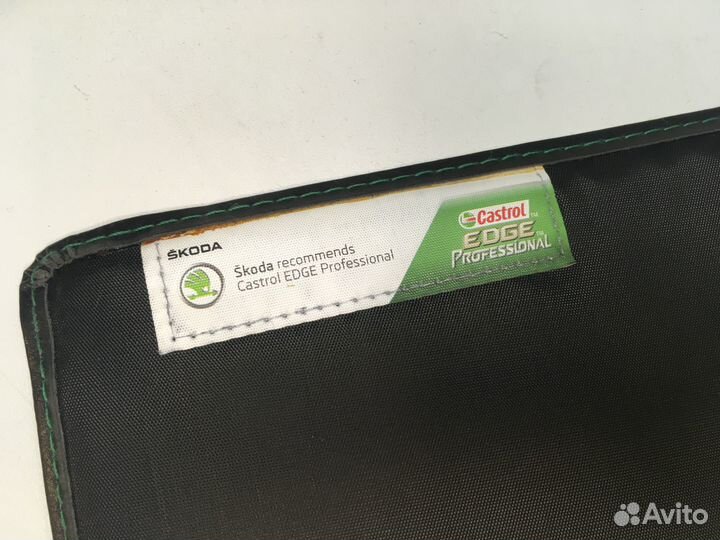 ŠKODA
Škoda recommends
Castrol EDGE Professional
Castrol
EDGE
PROFESSIONAL
Avito